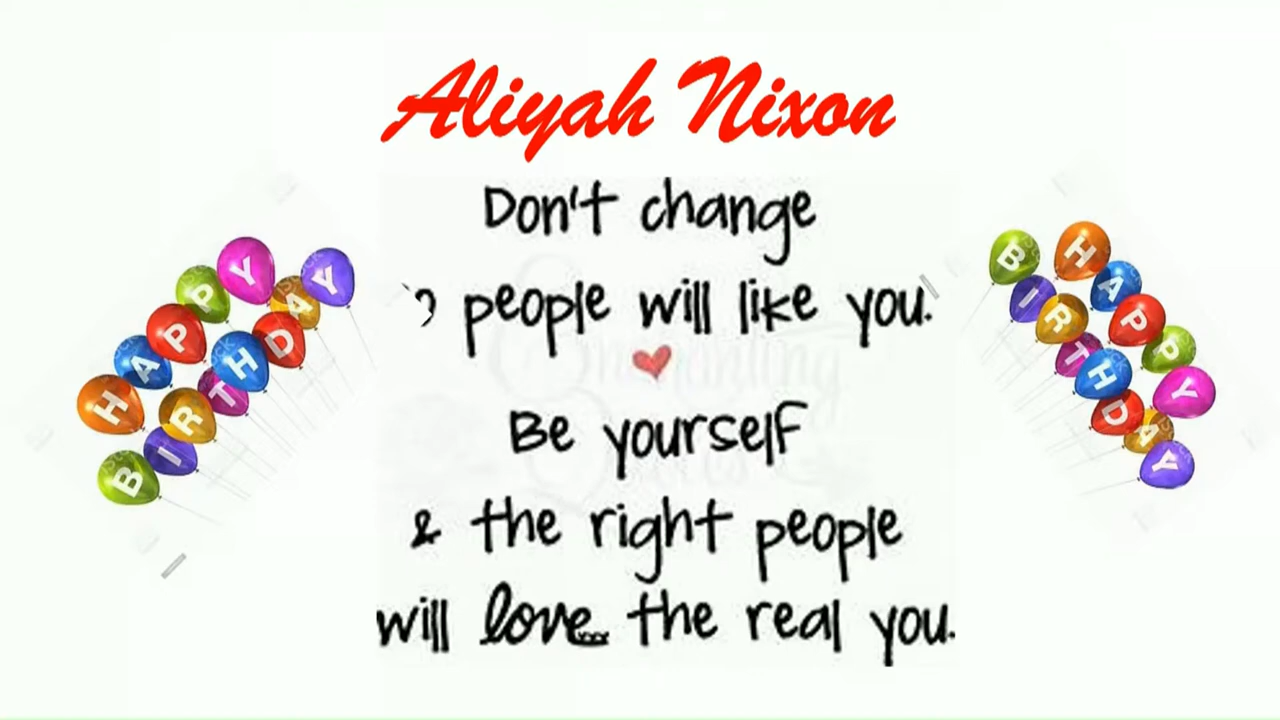 Aliyah Nixon
Don't change
people will like you.
Be yourself
& the right people
will love the real you.
HAPPY
BIRTHDAY
HAPPY
BIRTHDAY